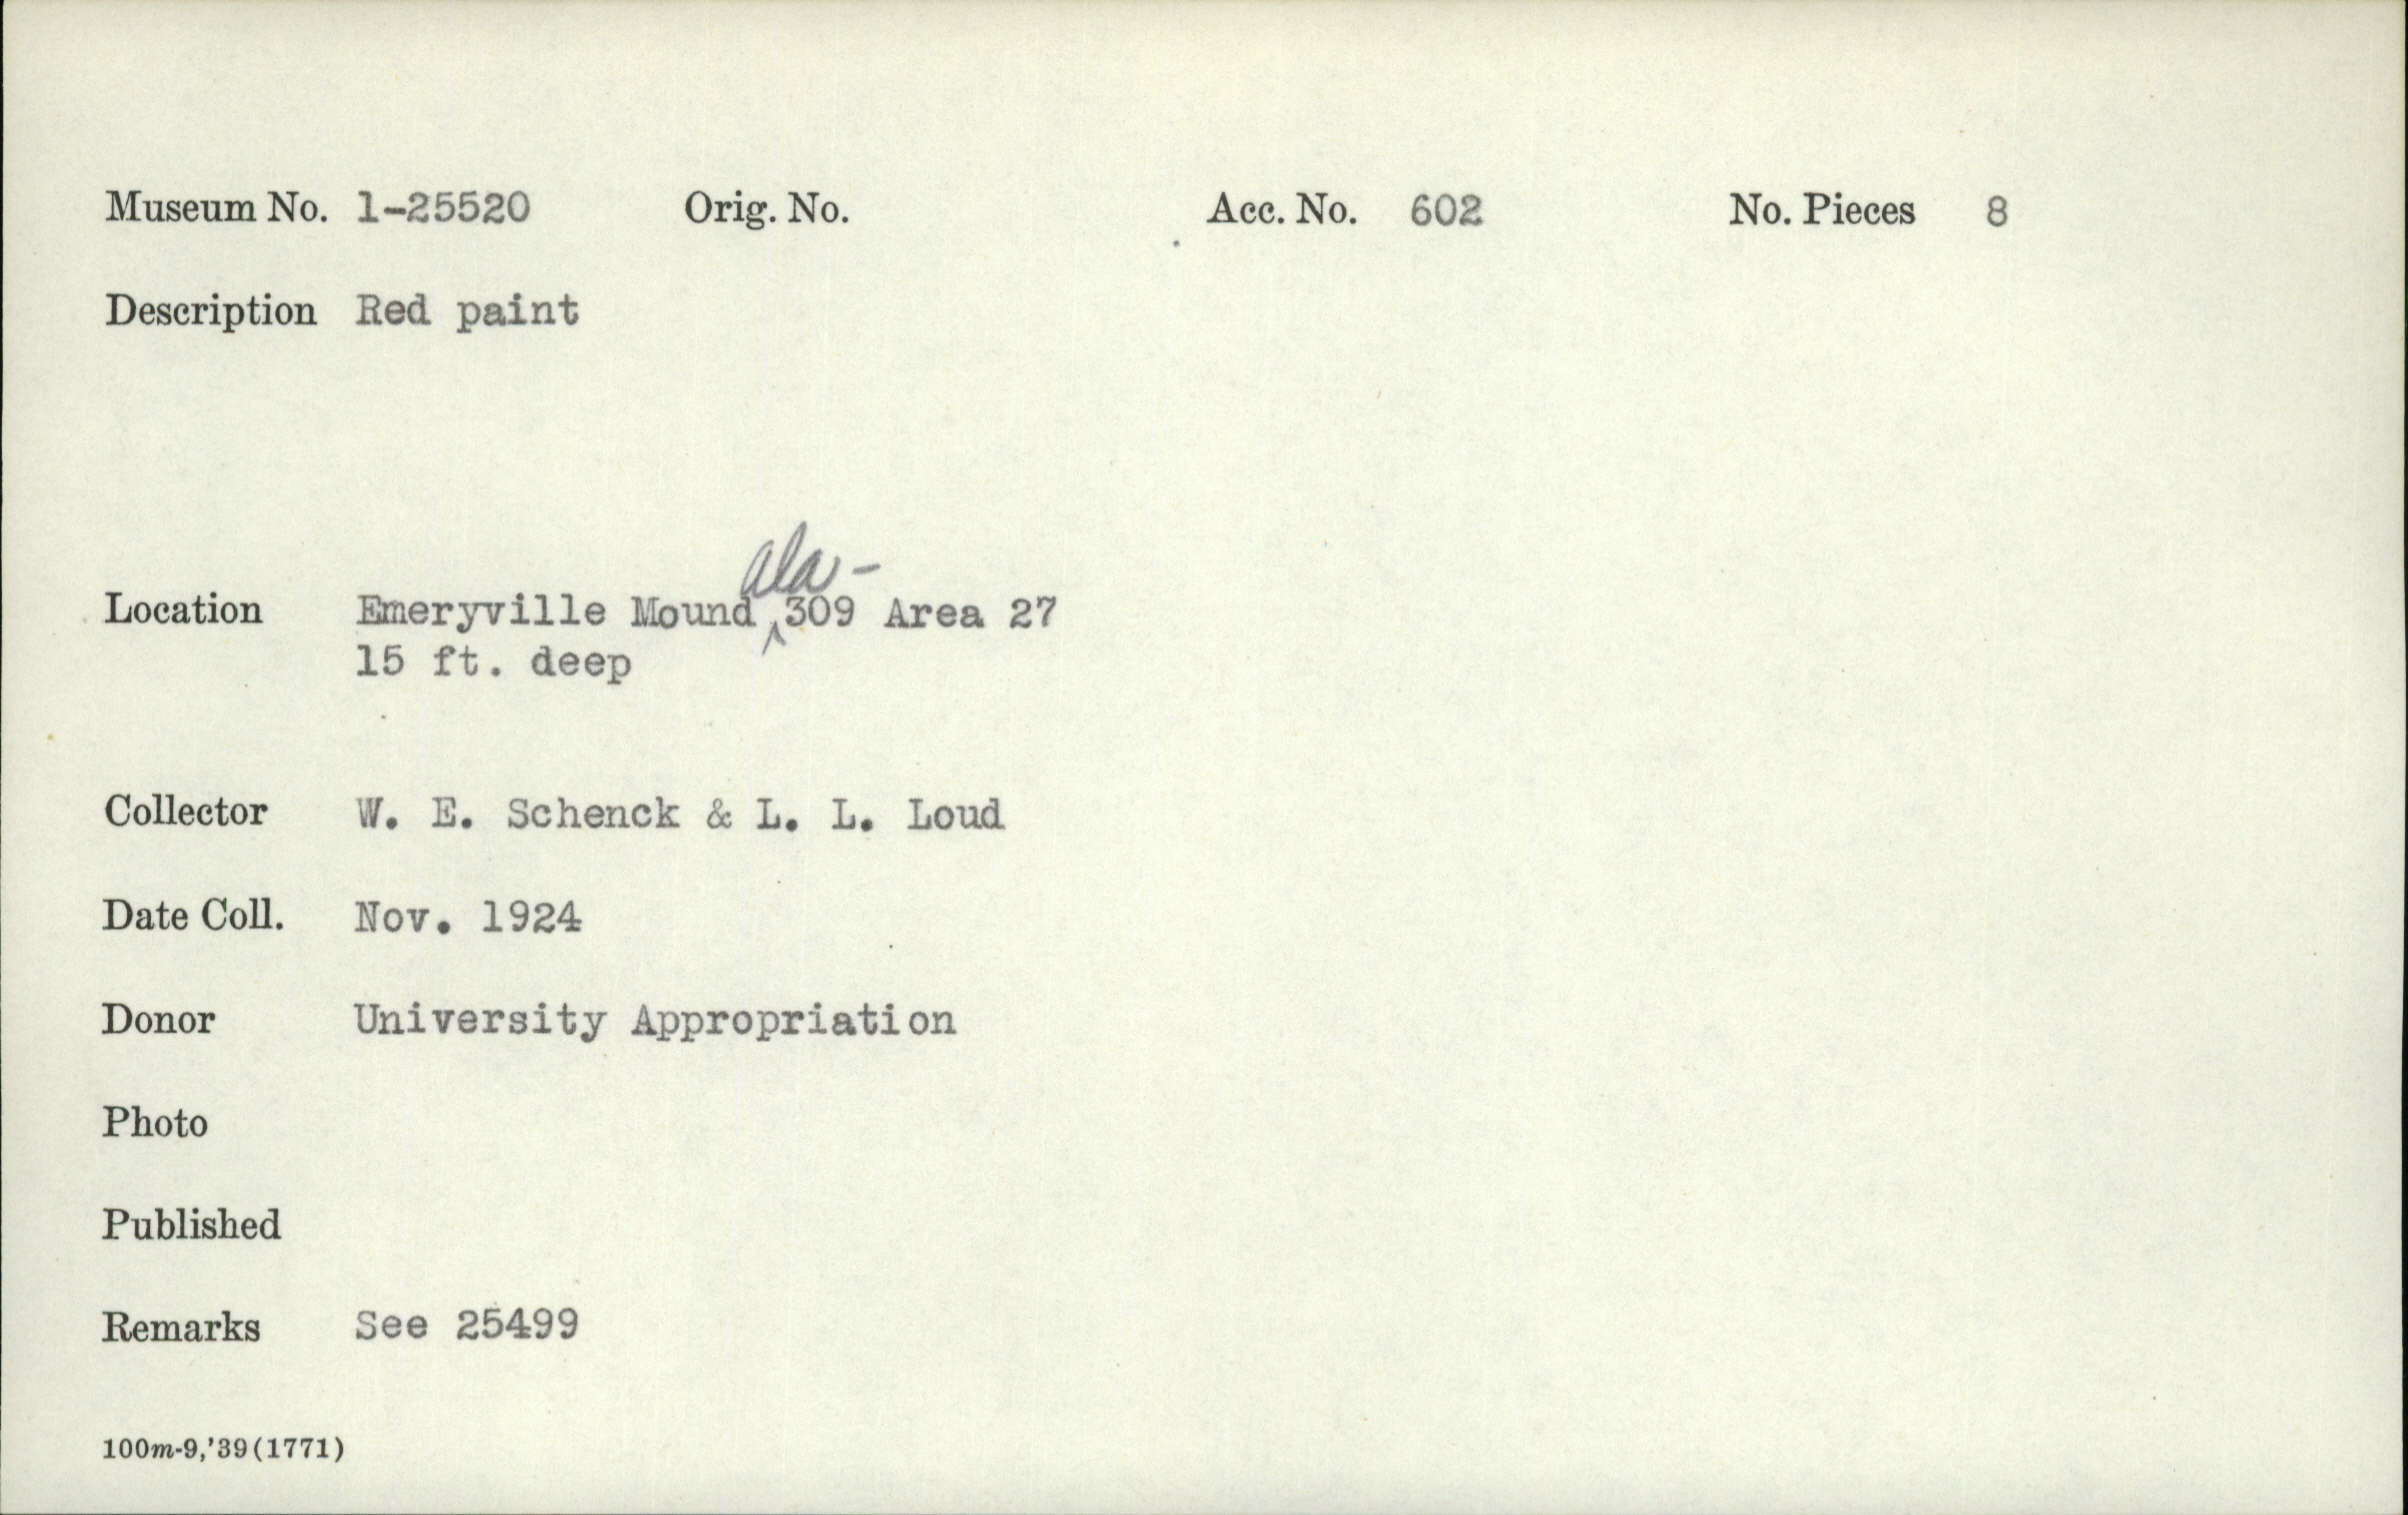 Museum No. 1-25520 Orig. No. Acc. No. 602 No. Pieces 8
Description Red paint
Location Emeryville Mound ala- 309 Area 27
15 ft. deep
Collector W. E. Schenck & L. L. Loud
Date Coll. Nov. 1924
Donor University Appropriation
Photo
Published
Remarks See 25499
100m-9,'39(1771)